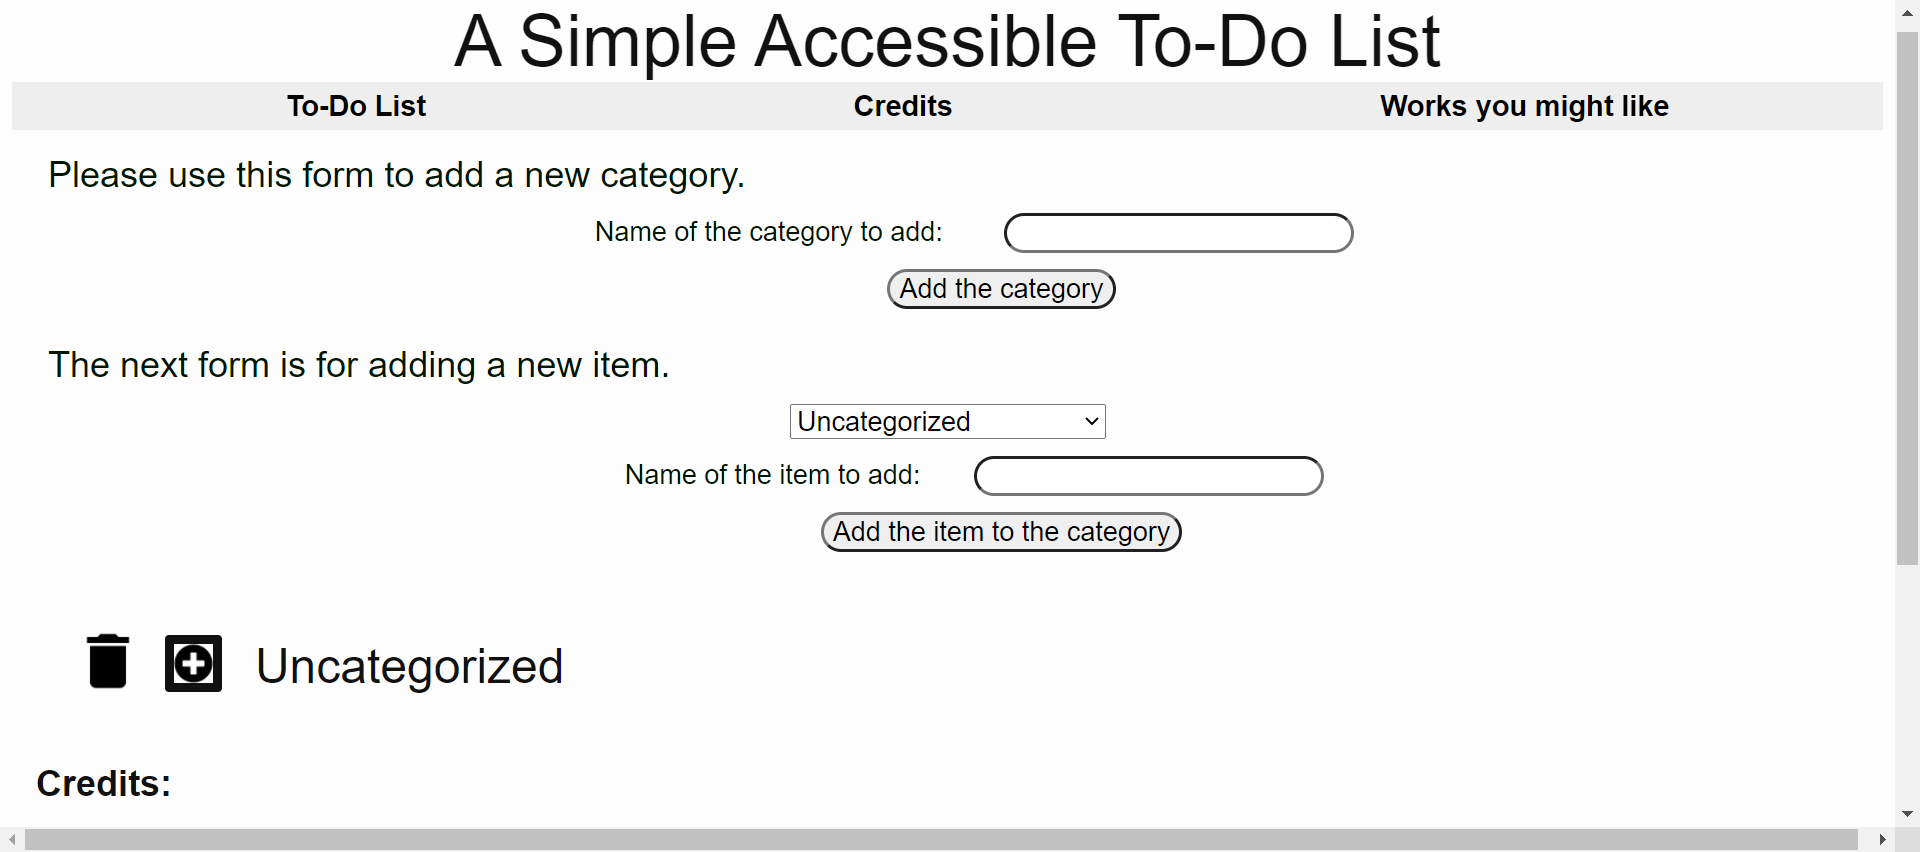 A Simple Accessible To-Do List
To-Do List Credits Works you might like
Please use this form to add a new category.
Name of the category to add:
Add the category
The next form is for adding a new item.
Uncategorized
Name of the item to add:
Add the item to the category
Uncategorized
Credits: